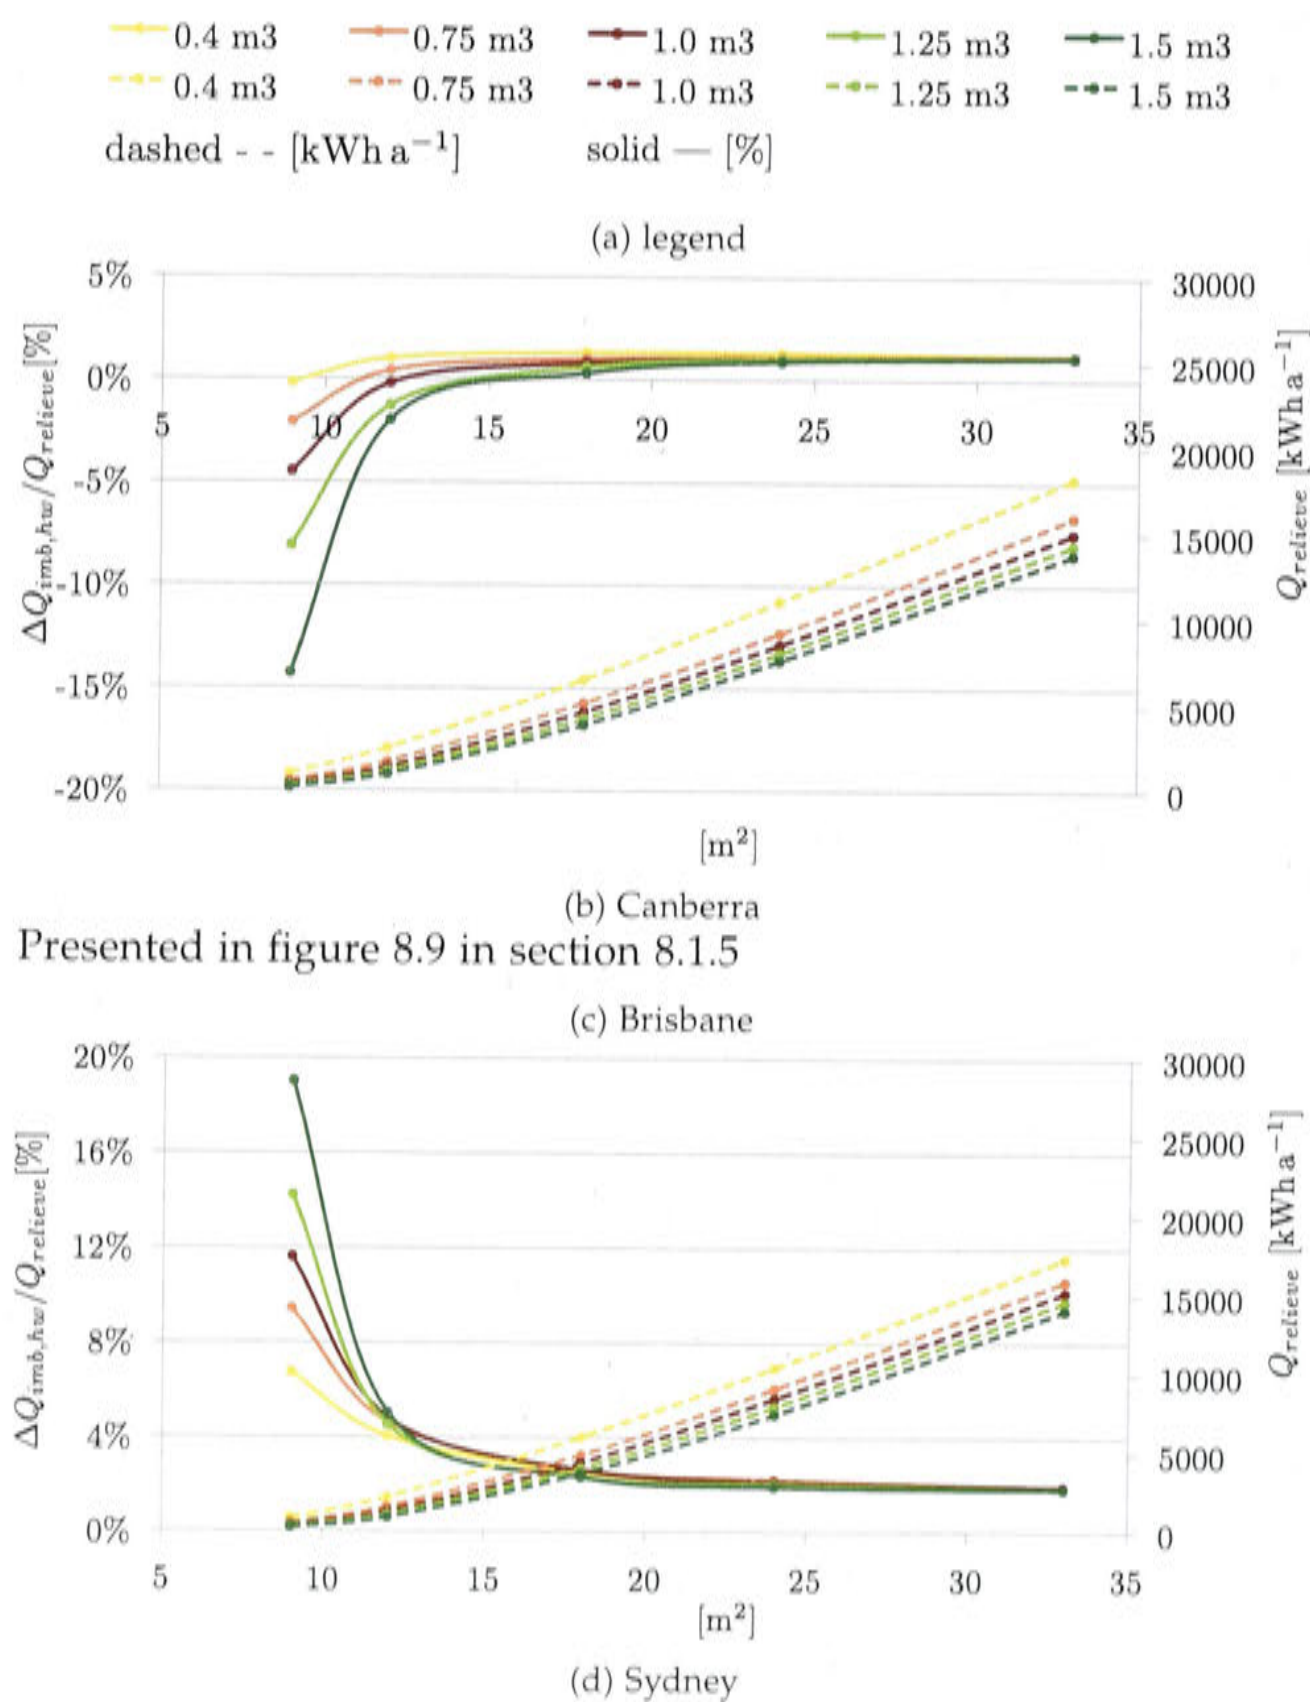 0.4 m3 0.75 m3 1.0 m3 1.25 m3 1.5 m3
0.4 m3 0.75 m3 1.0 m3 1.25 m3 1.5 m3
dashed - - [kWh a⁻¹] solid — [%]
(a) legend
ΔQimb,hw/Qrelieve[%]
5%
0%
-5%
-10%
-15%
-20%
5 10 15 20 25 30 35
30000
25000
20000
15000
10000
5000
0
Qrelieve [kWh a⁻¹]
[m²]
(b) Canberra
Presented in figure 8.9 in section 8.1.5
(c) Brisbane
ΔQimb,hw/Qrelieve[%]
20%
16%
12%
8%
4%
0%
30000
25000
20000
15000
10000
5000
0
Qrelieve [kWh a⁻¹]
5 10 15 20 25 30 35
[m²]
(d) Sydney